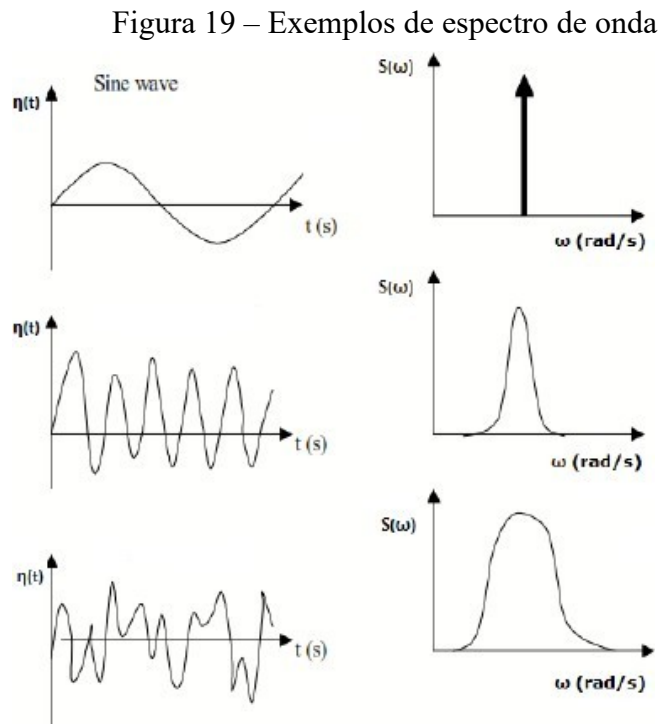 Figura 19 – Exemplos de espectro de onda
Sine wave
η(t)
t (s)
S(ω)
ω (rad/s)
η(t)
t (s)
S(ω)
ω (rad/s)
η(t)
t (s)
S(ω)
ω (rad/s)